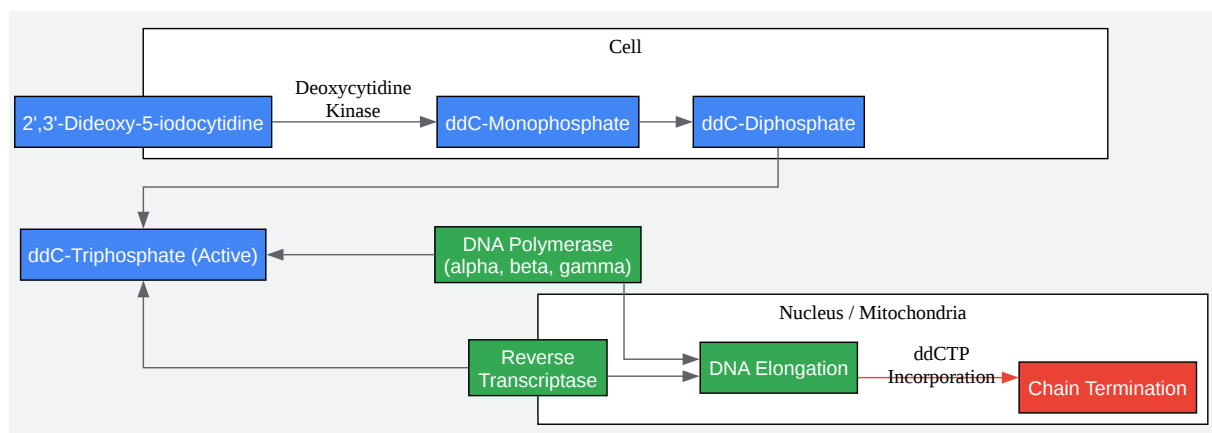 Cell
2',3'-Dideoxy-5-iodocytidine
Deoxycytidine
Kinase
ddC-Monophosphate
ddC-Diphosphate
ddC-Triphosphate (Active)
DNA Polymerase
(alpha, beta, gamma)
Nucleus / Mitochondria
Reverse
Transcriptase
DNA Elongation
ddCTP
Incorporation
Chain Termination